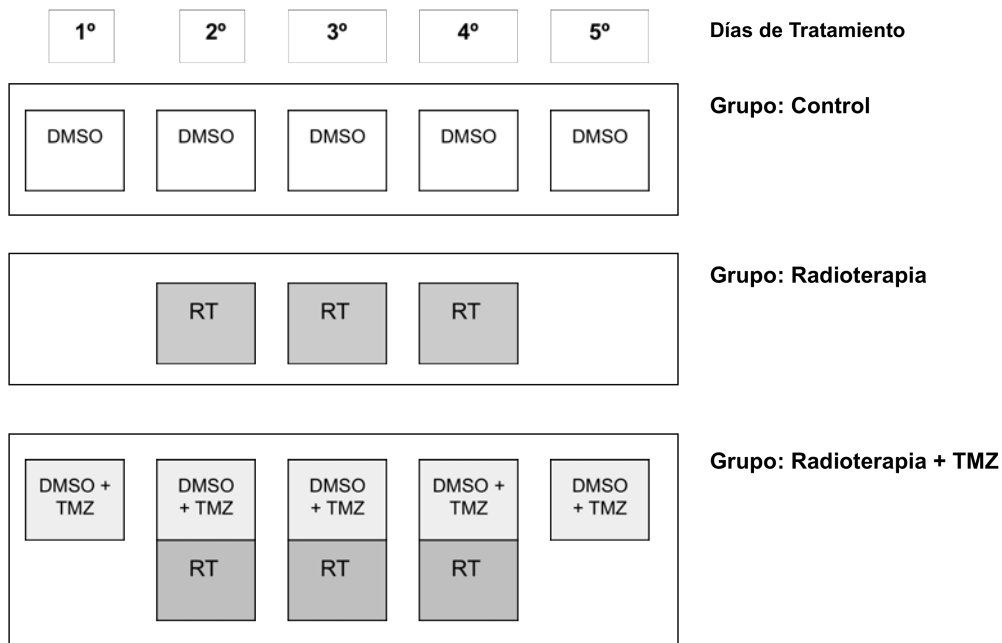 1º 2º 3º 4º 5º Días de Tratamiento
Grupo: Control
DMSO DMSO DMSO DMSO DMSO
Grupo: Radioterapia
RT RT RT
Grupo: Radioterapia + TMZ
DMSO + DMSO DMSO DMSO + DMSO
TMZ + TMZ + TMZ TMZ + TMZ
RT RT RT